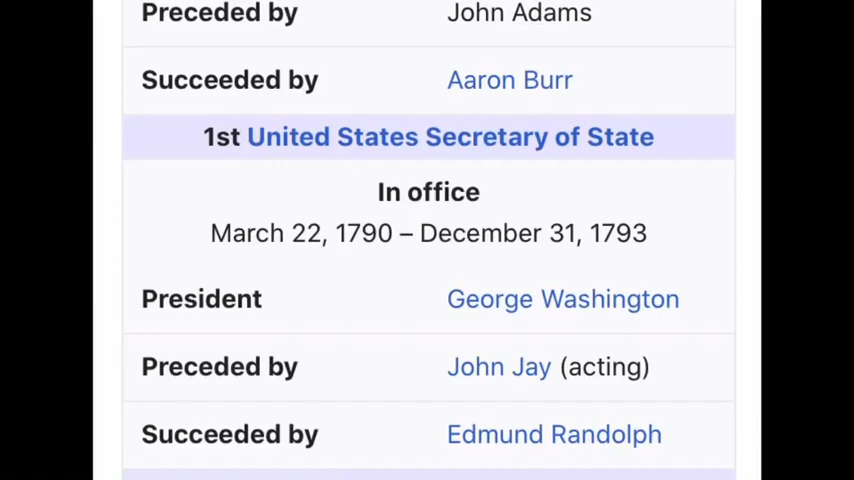 Preceded by John Adams
Succeeded by Aaron Burr
1st United States Secretary of State
In office
March 22, 1790 – December 31, 1793
President George Washington
Preceded by John Jay (acting)
Succeeded by Edmund Randolph